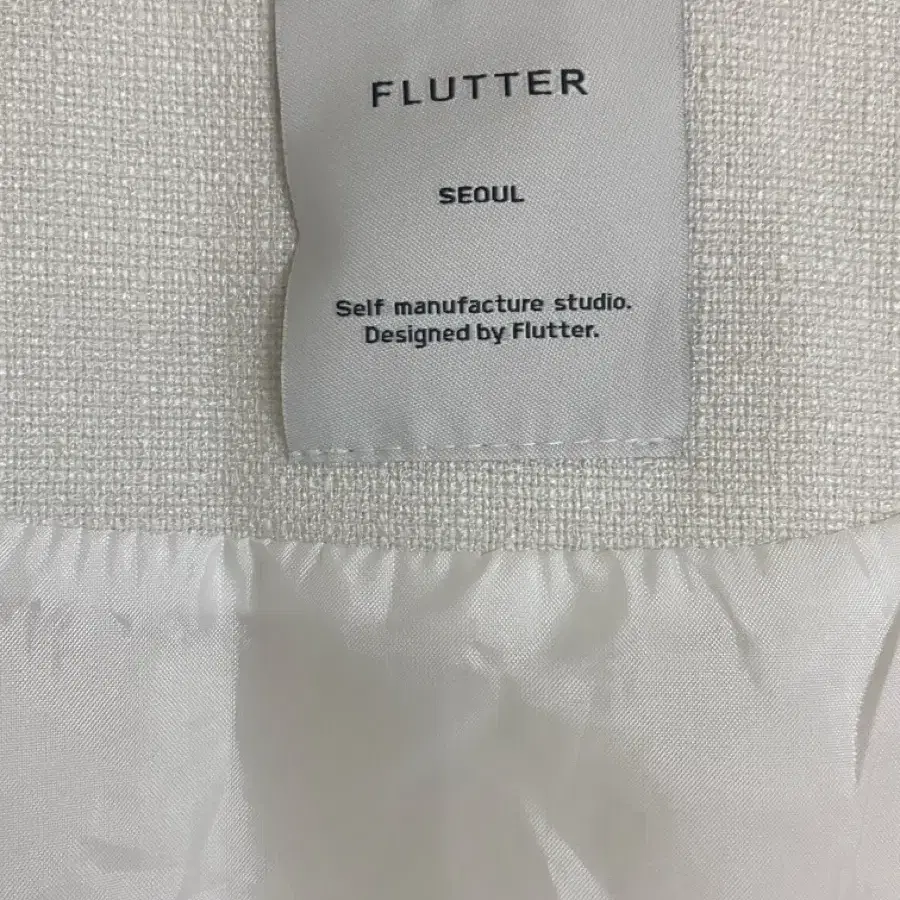 FLUTTER
SEOUL
Self manufacture studio.
Designed by Flutter.